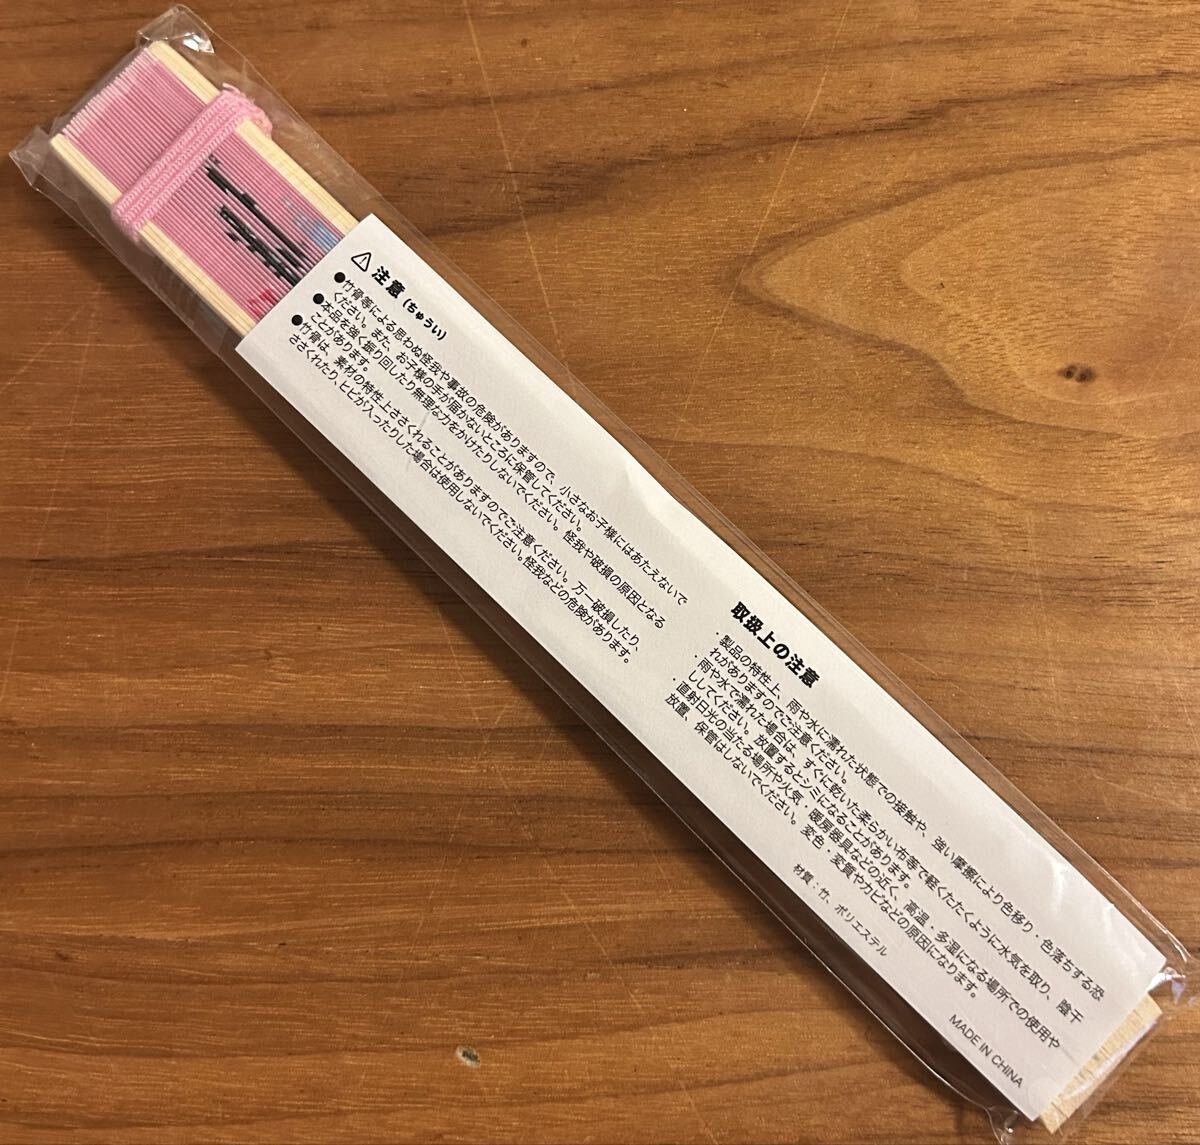 注意（ちゅうい）
●竹骨等による思わぬ怪我や事故の危険がありますので、小さなお子様にはあたえないで
ください。また、お子様の手が届かないところに保管してください。
●本品を強く振り回したり無理な力をかけたりしないでください。怪我や破損の原因となる
ことがあります。
●竹骨は、素材の特性上ささくれることがありますのでご注意ください。万一破損したり、
ささくれたり、ヒビが入ったりした場合は使用しないでください。怪我などの危険があります。
取扱上の注意
・製品の特性上、雨や水に濡れた状態での接触や、強い摩擦により色移り・色落ちする恐
れがありますのでご注意ください。
・雨や水で濡れた場合は、すぐに乾いた柔らかい布等で軽くたたくように水気を取り、陰干
ししてください。放置するとシミになることがあります。
・直射日光の当たる場所や火気・暖房器具などの近く、高温・多湿になる場所での使用や
放置、保管はしないでください。変色・変質やカビなどの原因になります。
材質：竹、ポリエステル
MADE IN CHINA